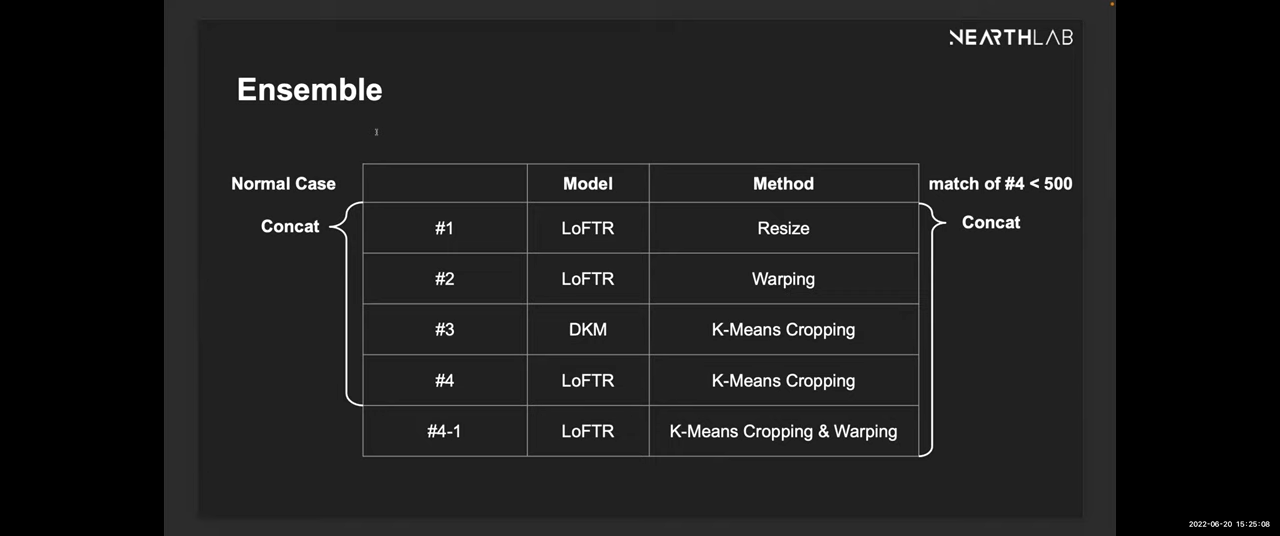 NEARTHLAB
Ensemble
Normal Case Model Method match of #4 < 500
Concat #1 LoFTR Resize Concat
#2 LoFTR Warping
#3 DKM K-Means Cropping
#4 LoFTR K-Means Cropping
#4-1 LoFTR K-Means Cropping & Warping
2022-06-20 15:25:08